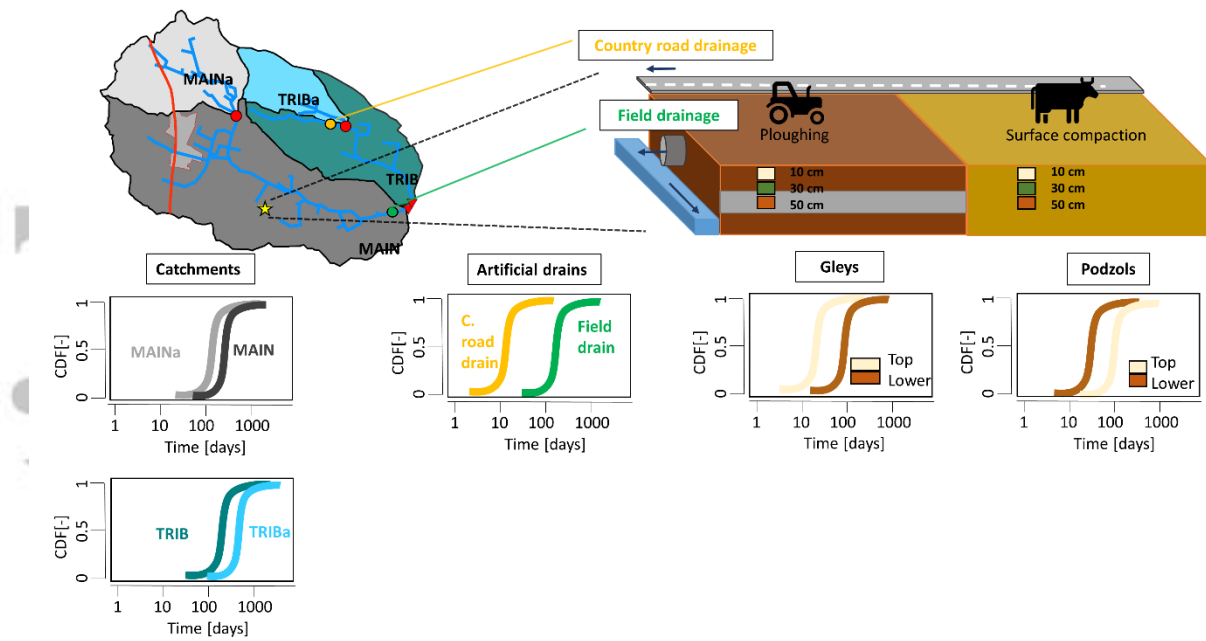 Country road drainage
Field drainage
MAINa
TRIBa
TRIB
MAIN
Ploughing
Surface compaction
10 cm
30 cm
50 cm
10 cm
30 cm
50 cm
Catchments
CDF[-]
1
0.5
0
MAINa
MAIN
1 10 100 1000
Time [days]
Artificial drains
CDF[-]
1
0.5
0
C.
road
drain
Field
drain
1 10 100 1000
Time [days]
Gleys
CDF[-]
1
0.5
0
Top
Lower
1 10 100 1000
Time [days]
Podzols
CDF[-]
1
0.5
0
Top
Lower
1 10 100 1000
Time [days]
CDF[-]
1
0.5
0
TRIB
TRIBa
1 10 100 1000
Time [days]